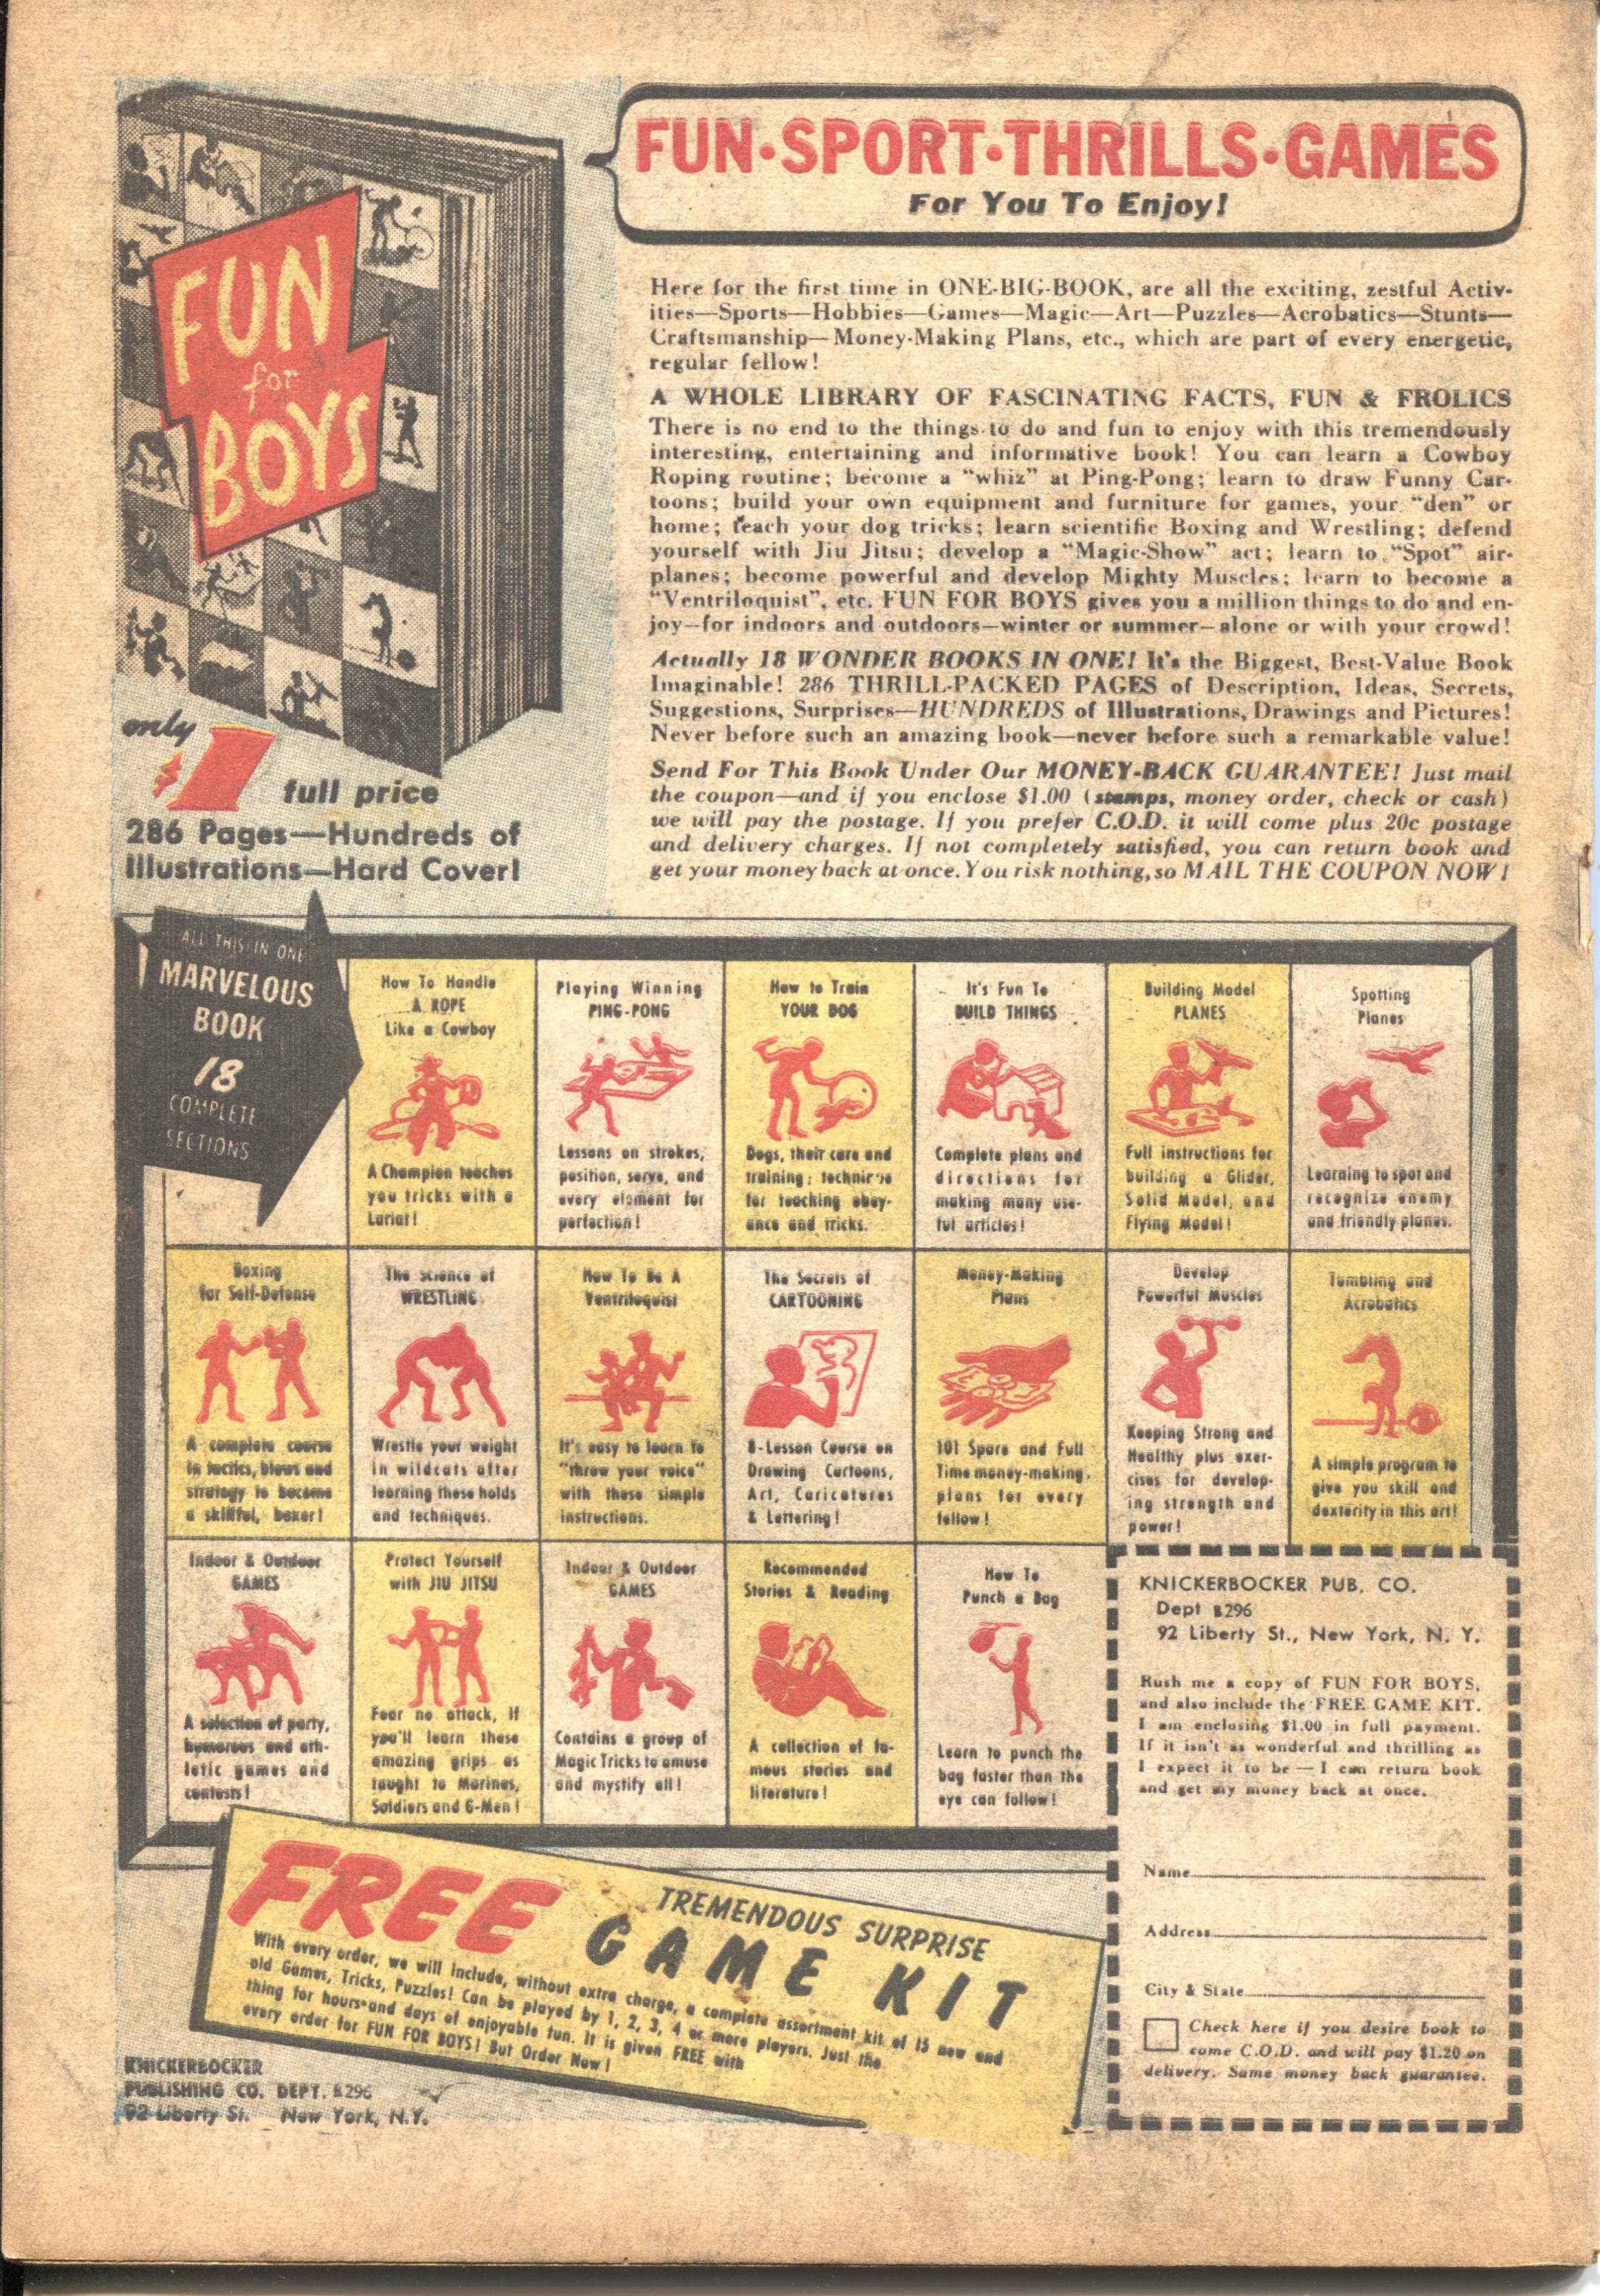 FUN·SPORT·THRILLS·GAMES
For You To Enjoy!
FUN
for
BOYS
only
$1
full price
286 Pages—Hundreds of
Illustrations—Hard Cover!
Here for the first time in ONE-BIG-BOOK, are all the exciting, zestful Activ-
ities—Sports—Hobbies—Games—Magic—Art—Puzzles—Acrobatics—Stunts—
Craftsmanship—Money-Making Plans, etc., which are part of every energetic,
regular fellow!
A WHOLE LIBRARY OF FASCINATING FACTS, FUN & FROLICS
There is no end to the things to do and fun to enjoy with this tremendously
interesting, entertaining and informative book! You can learn a Cowboy
Roping routine; become a "whiz" at Ping-Pong; learn to draw Funny Car-
toons; build your own equipment and furniture for games, your "den" or
home; teach your dog tricks; learn scientific Boxing and Wrestling; defend
yourself with Jiu Jitsu; develop a "Magic-Show" act; learn to "Spot" air-
planes; become powerful and develop Mighty Muscles; learn to become a
"Ventriloquist", etc. FUN FOR BOYS gives you a million things to do and en-
joy—for indoors and outdoors—winter or summer—alone or with your crowd!
Actually 18 WONDER BOOKS IN ONE! It's the Biggest, Best-Value Book
Imaginable! 286 THRILL-PACKED PAGES of Description, Ideas, Secrets,
Suggestions, Surprises—HUNDREDS of Illustrations, Drawings and Pictures!
Never before such an amazing book—never before such a remarkable value!
Send For This Book Under Our MONEY-BACK GUARANTEE! Just mail
the coupon—and if you enclose $1.00 (stamps, money order, check or cash)
we will pay the postage. If you prefer C.O.D. it will come plus 20c postage
and delivery charges. If not completely satisfied, you can return book and
get your money back at once. You risk nothing, so MAIL THE COUPON NOW!
ALL THIS IN ONE
MARVELOUS
BOOK
18
COMPLETE
SECTIONS
How To Handle
A ROPE
Like a Cowboy
A Champion teaches
you tricks with a
Lariat!
Playing Winning
PING-PONG
Lessons on strokes,
position, serve, and
every element for
perfection!
How to Train
YOUR DOG
Dogs, their care and
training; technique
for teaching obey-
ance and tricks.
It's Fun To
BUILD THINGS
Complete plans and
directions for
making many use-
ful articles!
Building Model
PLANES
Full instructions for
building a Glider,
Solid Model, and
Flying Model!
Spotting
Planes
Learning to spot and
recognize enemy
and friendly planes.
Boxing
for Self-Defense
A complete course
in tactics, blows and
strategy to become
a skillful, boxer!
The Science of
WRESTLING
Wrestle your weight
in wildcats after
learning these holds
and techniques.
How To Be A
Ventriloquist
It's easy to learn to
"throw your voice"
with these simple
instructions.
The Secrets of
CARTOONING
8-Lesson Course on
Drawing Cartoons,
Art, Caricatures
& Lettering!
Money-Making
Plans
101 Spare and Full
Time money-making,
plans for every
fellow!
Develop
Powerful Muscles
Keeping Strong and
Healthy plus exer-
cises for develop-
ing strength and
power!
Tumbling and
Acrobatics
A simple program to
give you skill and
dexterity in this art!
Indoor & Outdoor
GAMES
A selection of party,
humorous and ath-
letic games and
contests!
Protect Yourself
with JIU JITSU
Fear no attack, if
you'll learn these
amazing grips as
taught to Marines,
Soldiers and G-Men!
Indoor & Outdoor
GAMES
Contains a group of
Magic Tricks to amuse
and mystify all!
Recommended
Stories & Reading
A collection of fa-
mous stories and
literature!
How To
Punch a Bag
Learn to punch the
bag faster than the
eye can follow!
KNICKERBOCKER PUB. CO.
Dept B296
92 Liberty St., New York, N. Y.
Rush me a copy of FUN FOR BOYS,
and also include the FREE GAME KIT.
I am enclosing $1.00 in full payment.
If it isn't as wonderful and thrilling as
I expect it to be — I can return book
and get my money back at once.
Name
Address
City & State
Check here if you desire book to
come C.O.D. and will pay $1.20 on
delivery. Same money back guarantee.
FREE
TREMENDOUS SURPRISE
GAME KIT
With every order, we will include, without extra charge, a complete assortment kit of 15 new and
old Games, Tricks, Puzzles! Can be played by 1, 2, 3, 4 or more players. Just the
thing for hours and days of enjoyable fun. It is given FREE with
every order for FUN FOR BOYS! But Order Now!
KNICKERBOCKER
PUBLISHING CO. DEPT. B296
92 Liberty St. New York, N.Y.